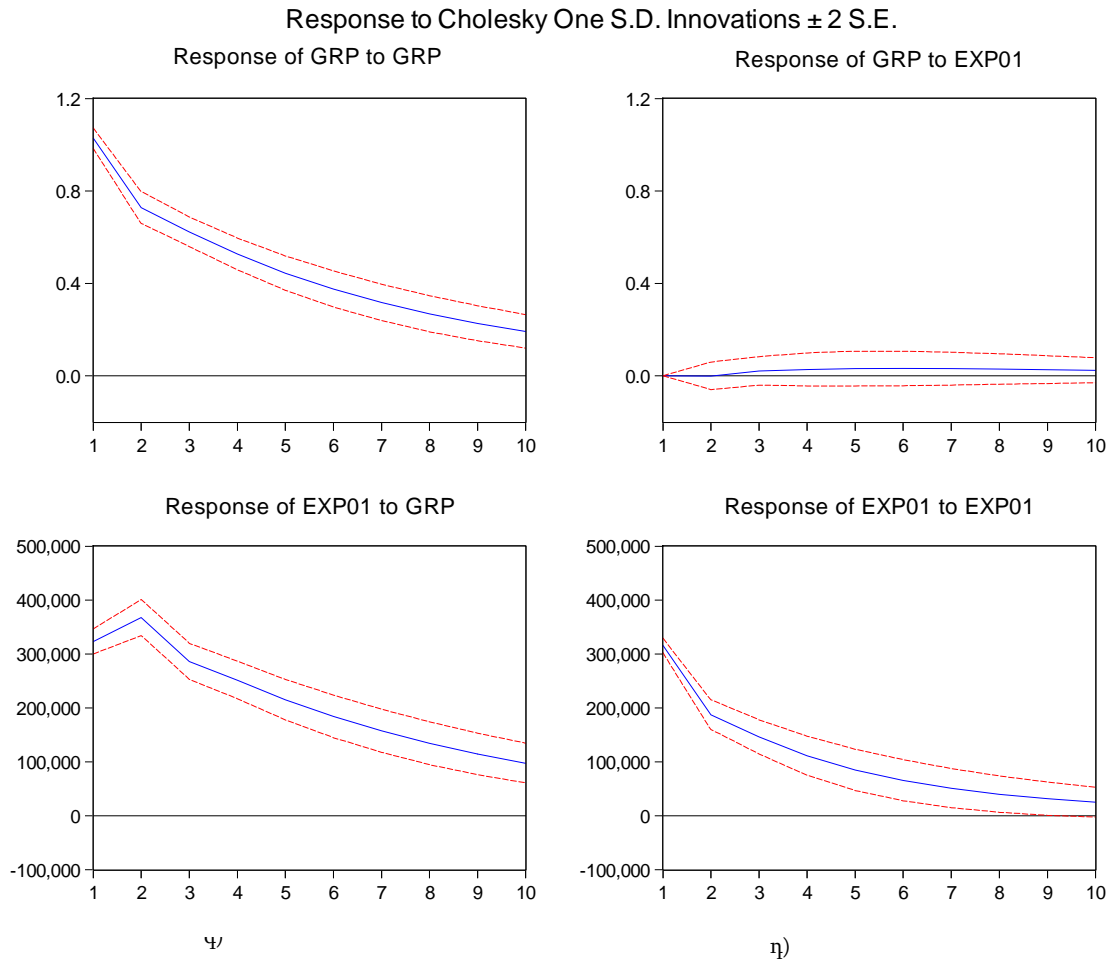 Response to Cholesky One S.D. Innovations ± 2 S.E.
Response of GRP to GRP
1.2
0.8
0.4
0.0
1 2 3 4 5 6 7 8 9 10
Response of GRP to EXP01
1.2
0.8
0.4
0.0
1 2 3 4 5 6 7 8 9 10
Response of EXP01 to GRP
500,000
400,000
300,000
200,000
100,000
0
-100,000
1 2 3 4 5 6 7 8 9 10
Response of EXP01 to EXP01
500,000
400,000
300,000
200,000
100,000
0
-100,000
1 2 3 4 5 6 7 8 9 10
դ)